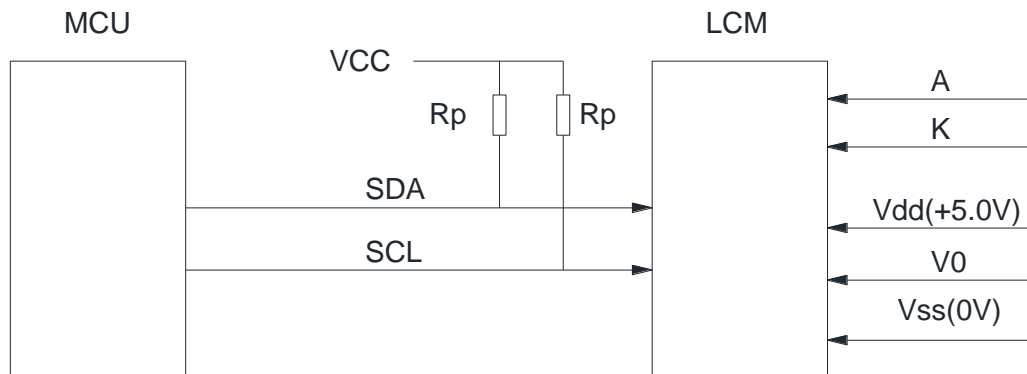 MCU
LCM
VCC
A
Rp
Rp
K
SDA
Vdd(+5.0V)
SCL
V0
Vss(0V)